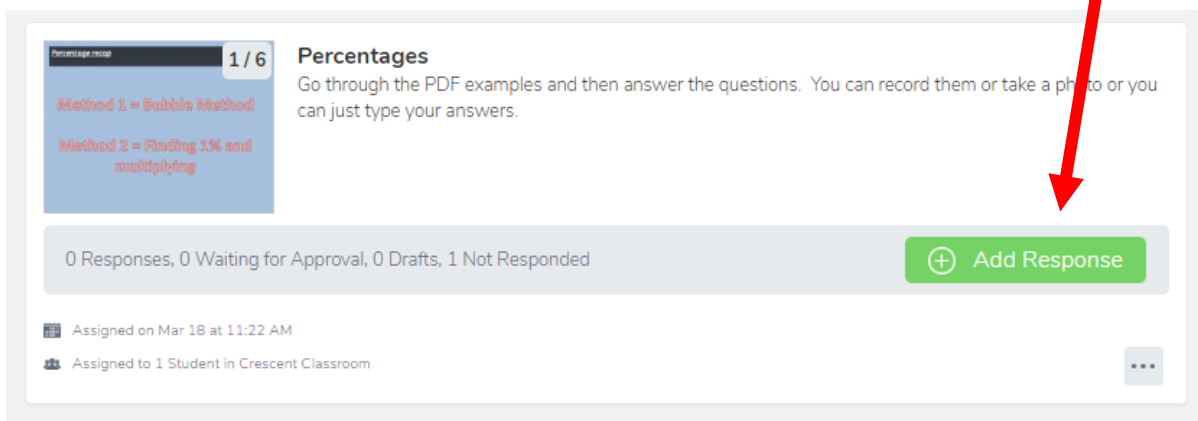 Percentage recap
1 / 6
Method 1 = Bubble Method
Method 2 = Finding 1% and
multiplying
Percentages
Go through the PDF examples and then answer the questions. You can record them or take a photo or you
can just type your answers.
0 Responses, 0 Waiting for Approval, 0 Drafts, 1 Not Responded
Add Response
Assigned on Mar 18 at 11:22 AM
Assigned to 1 Student in Crescent Classroom